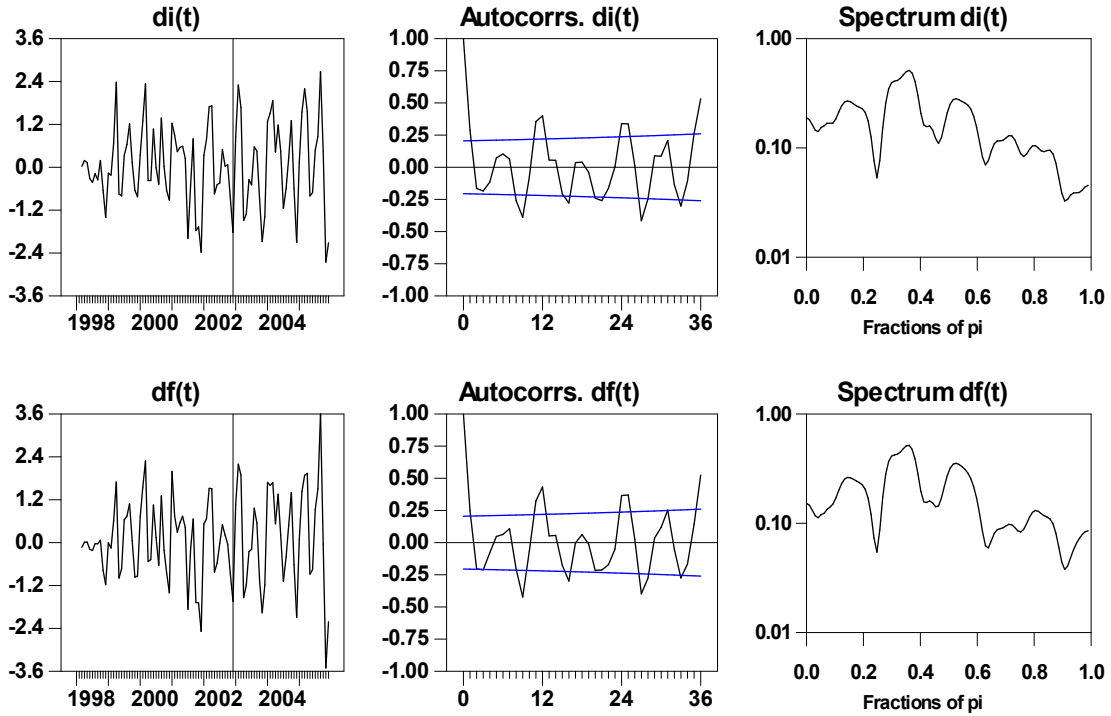 di(t)
3.6
2.4
1.2
0.0
-1.2
-2.4
-3.6
1998 2000 2002 2004
Autocorrs. di(t)
1.00
0.75
0.50
0.25
0.00
-0.25
-0.50
-0.75
-1.00
0 12 24 36
Spectrum di(t)
1.00
0.10
0.01
0.0 0.2 0.4 0.6 0.8 1.0
Fractions of pi
df(t)
3.6
2.4
1.2
0.0
-1.2
-2.4
-3.6
1998 2000 2002 2004
Autocorrs. df(t)
1.00
0.75
0.50
0.25
0.00
-0.25
-0.50
-0.75
-1.00
0 12 24 36
Spectrum df(t)
1.00
0.10
0.01
0.0 0.2 0.4 0.6 0.8 1.0
Fractions of pi